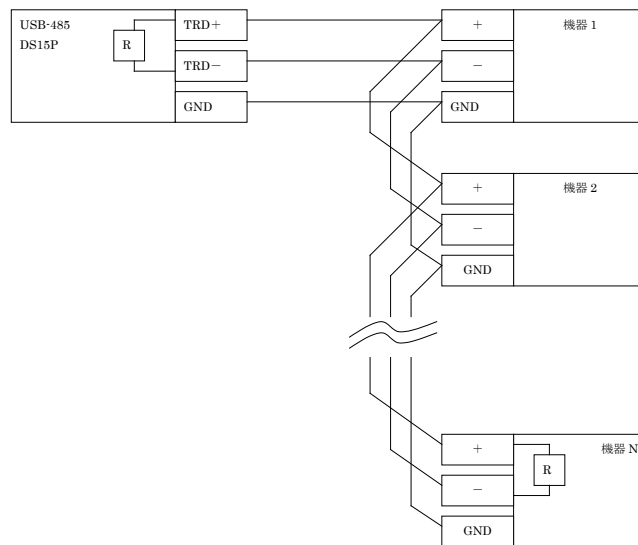 USB-485
DS15P
R
TRD+
TRD−
GND
+
−
GND
機器 1
+
−
GND
機器 2
+
−
GND
R
機器 N